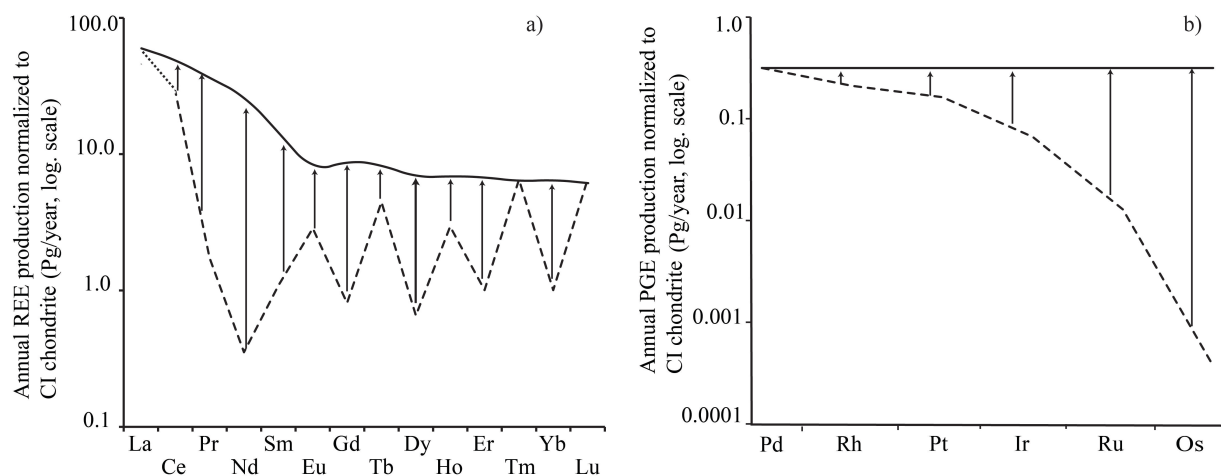 a)
Annual REE production normalized to
CI chondrite (Pg/year, log. scale)
100.0
10.0
1.0
0.1
La Pr Sm Gd Dy Er Yb
Ce Nd Eu Tb Ho Tm Lu
b)
Annual PGE production normalized to
CI chondrite (Pg/year, log. scale)
1.0
0.1
0.01
0.001
0.0001
Pd Rh Pt Ir Ru Os